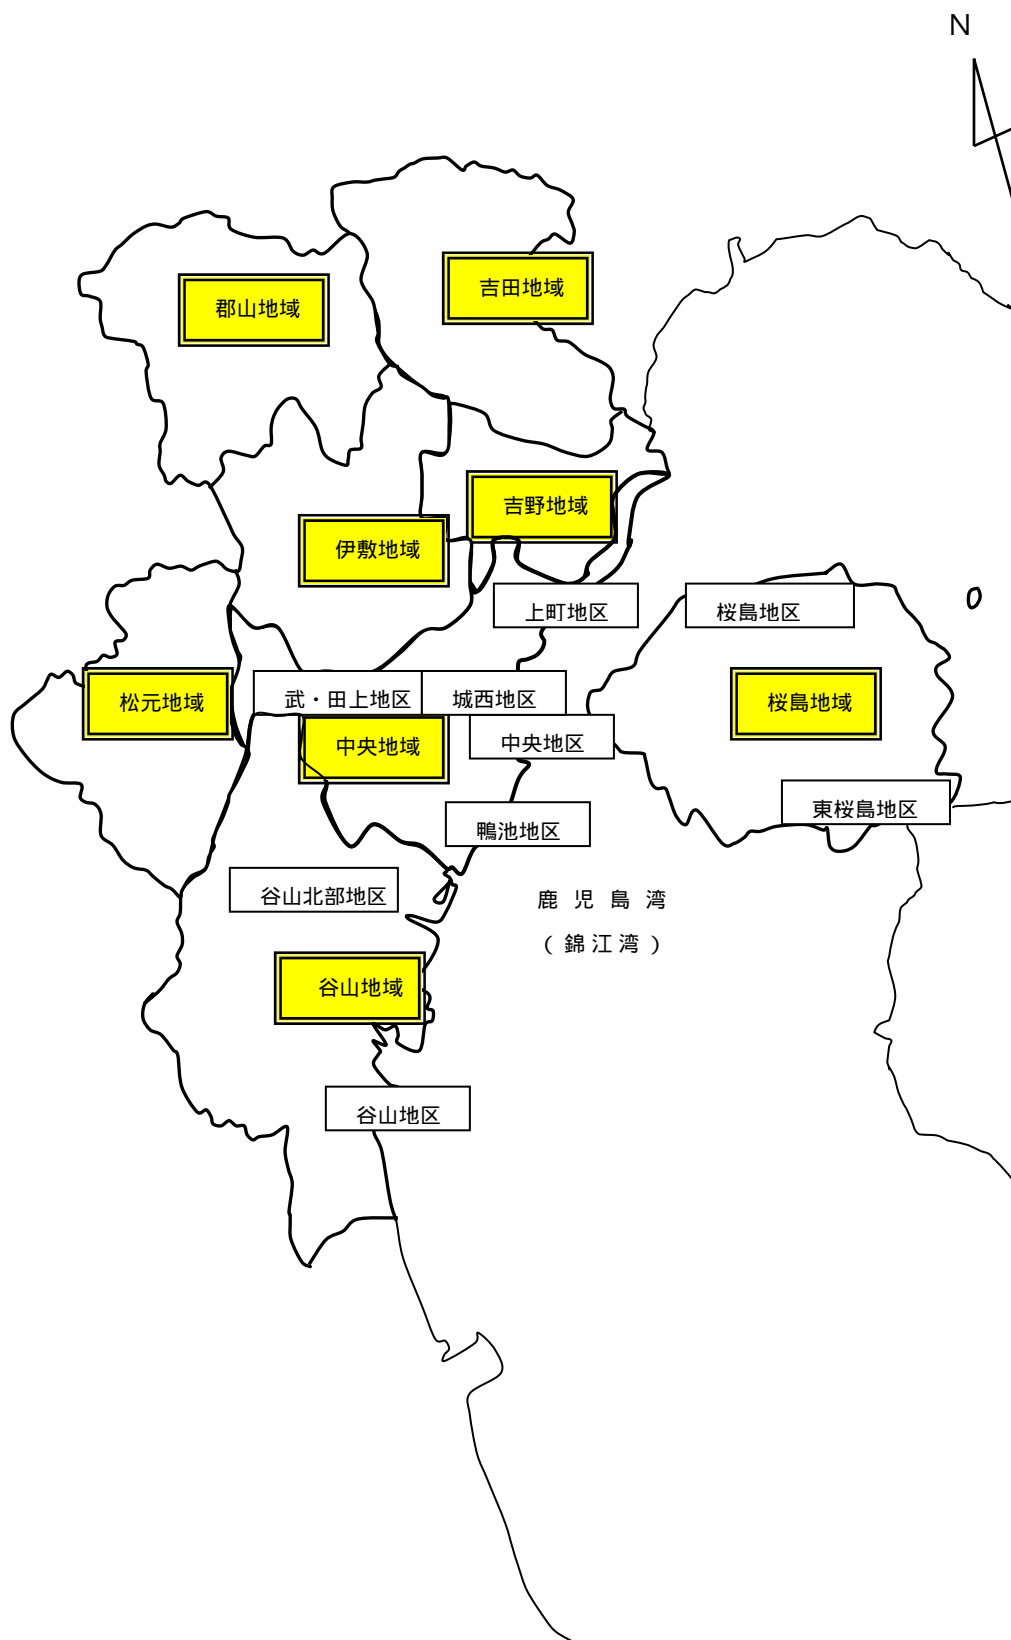 N
吉田地域
郡山地域
吉野地域
伊敷地域
上町地区
桜島地区
松元地域
武・田上地区
城西地区
桜島地域
中央地域
中央地区
東桜島地区
鴨池地区
谷山北部地区
鹿 児 島 湾
（ 錦 江 湾 ）
谷山地域
谷山地区